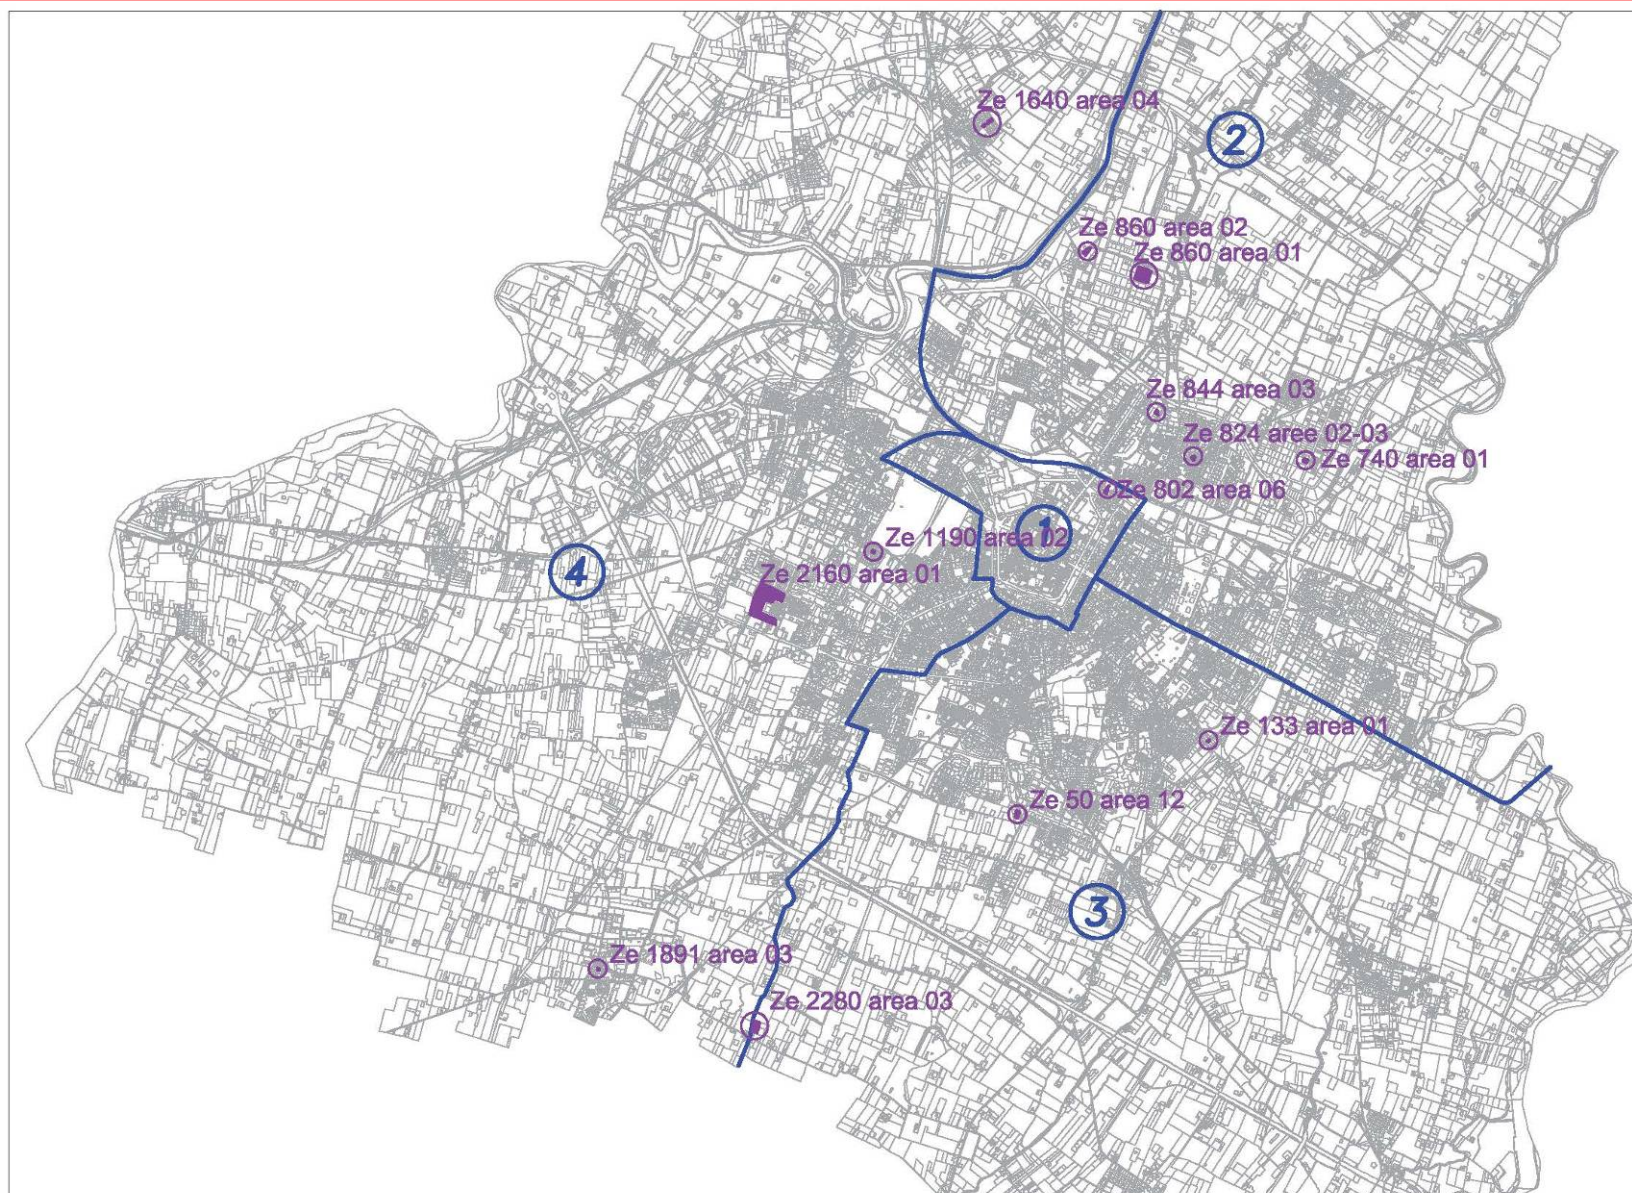 Ze 1640 area 04
2
Ze 860 area 02
Ze 860 area 01
Ze 844 area 03
Ze 824 aree 02-03
Ze 740 area 01
Ze 802 area 06
1
Ze 1190 area 02
4
Ze 2160 area 01
Ze 133 area 01
Ze 50 area 12
3
Ze 1891 area 03
Ze 2280 area 03